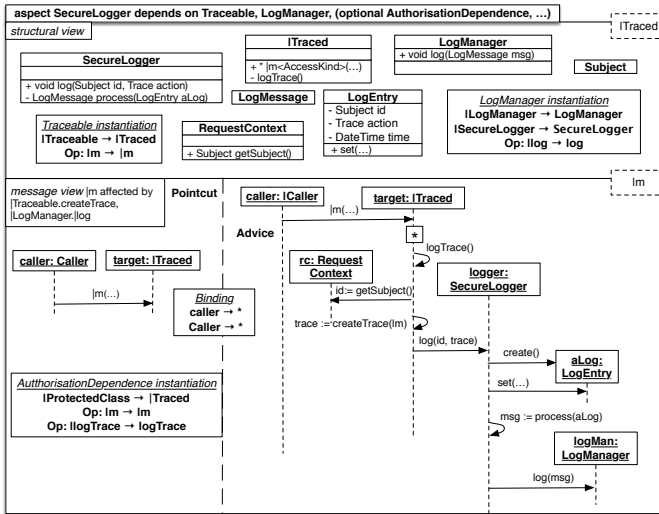 aspect SecureLogger depends on Traceable, LogManager, (optional AuthorisationDependence, …)
structural view
|Traced
SecureLogger
+ void log(Subject id, Trace action)
- LogMessage process(LogEntry aLog)
|Traced
+ * |m<AccessKind>(…)
- logTrace()
LogManager
+ void log(LogMessage msg)
Subject
LogMessage
LogEntry
- Subject id
- Trace action
- DateTime time
+ set(…)
Traceable instantiation
|Traceable → |Traced
Op: |m → |m
RequestContext
+ Subject getSubject()
LogManager instantiation
|LogManager → LogManager
|SecureLogger → SecureLogger
Op: |log → log
message view |m affected by
|Traceable.createTrace,
|LogManager.|log
Pointcut
|m
caller: Caller
target: |Traced
|m(…)
Binding
caller → *
Caller → *
AutthorisationDependence instantiation
|ProtectedClass → |Traced
Op: |m → |m
Op: |logTrace → logTrace
Advice
caller: |Caller
target: |Traced
|m(…)
*
logTrace()
rc: Request
Context
logger:
SecureLogger
id:= getSubject()
trace :=createTrace(|m)
log(id, trace)
create()
aLog:
LogEntry
set(…)
msg := process(aLog)
logMan:
LogManager
log(msg)